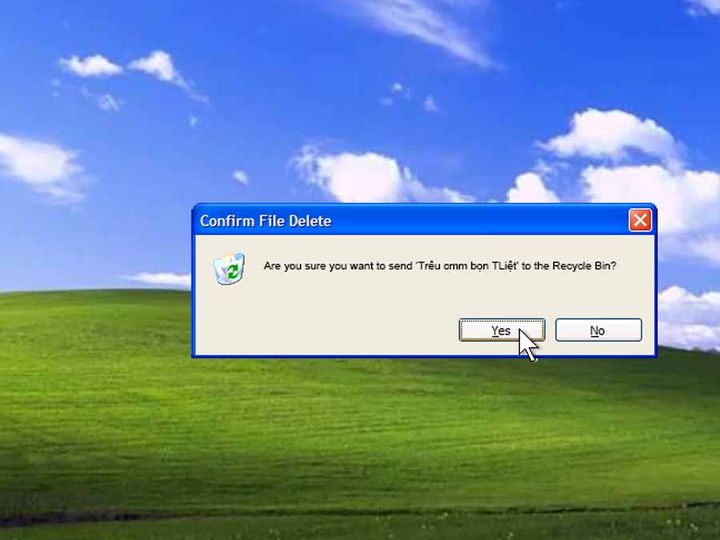 Confirm File Delete
Are you sure you want to send 'Trêu cmm bọn TLiệt' to the Recycle Bin?
Yes No